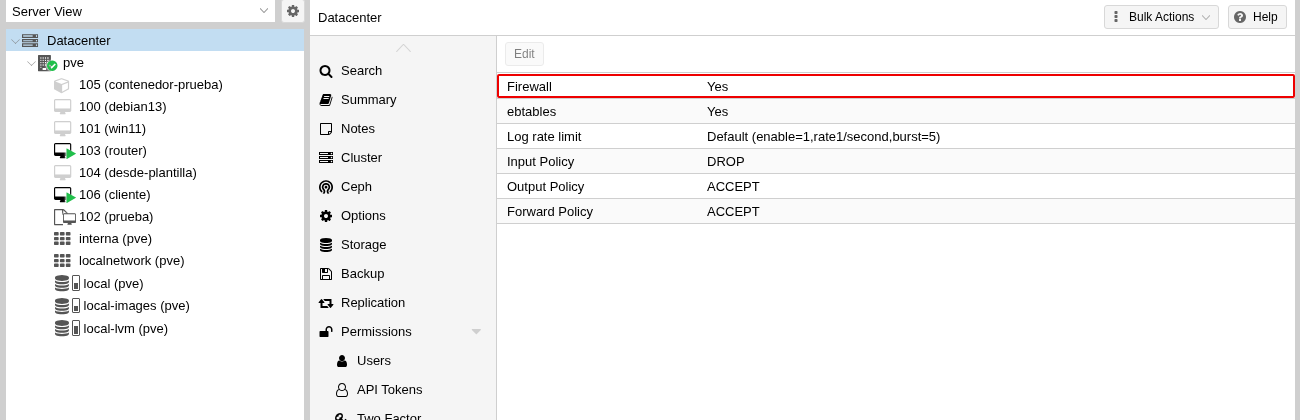 Server View
Datacenter
pve
105 (contenedor-prueba)
100 (debian13)
101 (win11)
103 (router)
104 (desde-plantilla)
106 (cliente)
102 (prueba)
interna (pve)
localnetwork (pve)
local (pve)
local-images (pve)
local-lvm (pve)
Datacenter
Bulk Actions
Help
Search
Summary
Notes
Cluster
Ceph
Options
Storage
Backup
Replication
Permissions
Users
API Tokens
Two Factor
Edit
Firewall Yes
ebtables Yes
Log rate limit Default (enable=1,rate1/second,burst=5)
Input Policy DROP
Output Policy ACCEPT
Forward Policy ACCEPT